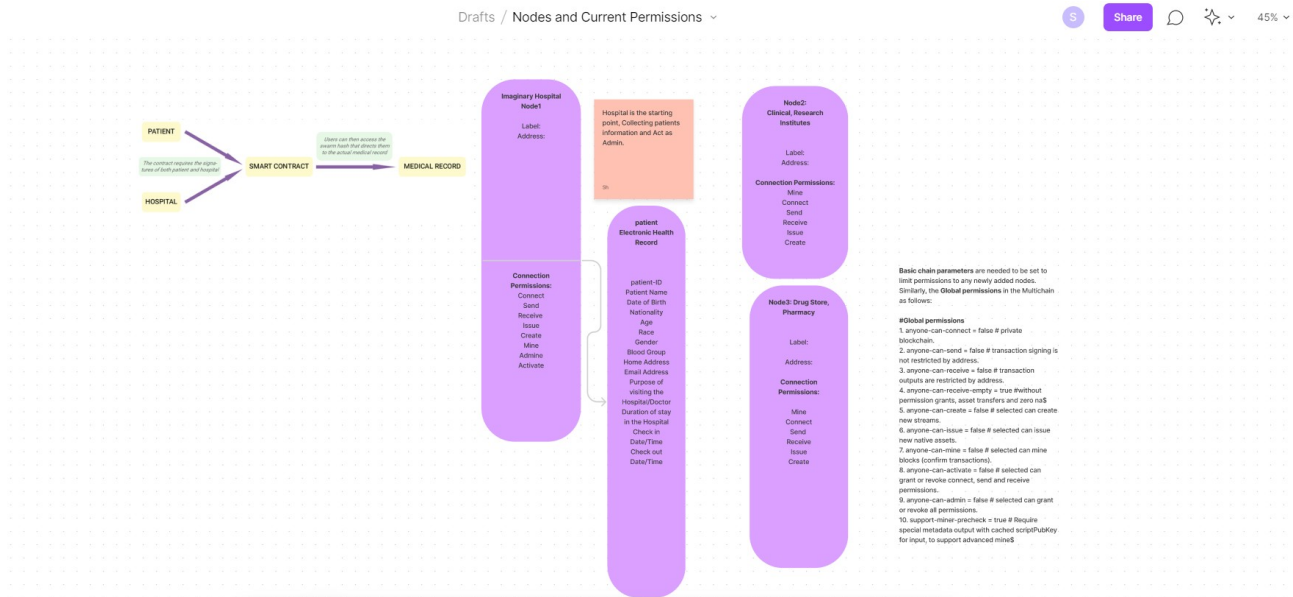 Drafts / Nodes and Current Permissions
S
Share
45%
PATIENT
The contract requires the signa-
tures of both patient and hospital
HOSPITAL
SMART CONTRACT
Users can then access the
swarm hash that directs them
to the actual medical record
MEDICAL RECORD
Imaginary Hospital
Node1
Label:
Address:
Connection
Permissions:
Connect
Send
Receive
Issue
Create
Mine
Admine
Activate
Hospital is the starting
point, Collecting patients
information and Act as
Admin.
Sh
patient
Electronic Health
Record
patient-ID
Patient Name
Date of Birth
Nationality
Age
Race
Gender
Blood Group
Home Address
Email Address
Purpose of
visiting the
Hospital/Doctor
Duration of stay
in the Hospital
Check in
Date/Time
Check out
Date/Time
Node2:
Clinical, Research
Institutes
Label:
Address:
Connection Permissions:
Mine
Connect
Send
Receive
Issue
Create
Node3: Drug Store,
Pharmacy
Label:
Address:
Connection
Permissions:
Mine
Connect
Send
Receive
Issue
Create
Basic chain parameters are needed to be set to
limit permissions to any newly added nodes.
Similarly, the Global permissions in the Multichain
as follows:
#Global permissions
1. anyone-can-connect = false # private
blockchain.
2. anyone-can-send = false # transaction signing is
not restricted by address.
3. anyone-can-receive = false # transaction
outputs are restricted by address.
4. anyone-can-receive-empty = true #without
permission grants, asset transfers and zero na$
5. anyone-can-create = false # selected can create
new streams.
6. anyone-can-issue = false # selected can issue
new native assets.
7. anyone-can-mine = false # selected can mine
blocks (confirm transactions).
8. anyone-can-activate = false # selected can
grant or revoke connect, send and receive
permissions.
9. anyone-can-admin = false # selected can grant
or revoke all permissions.
10. support-miner-precheck = true # Require
special metadata output with cached scriptPubKey
for input, to support advanced mine$